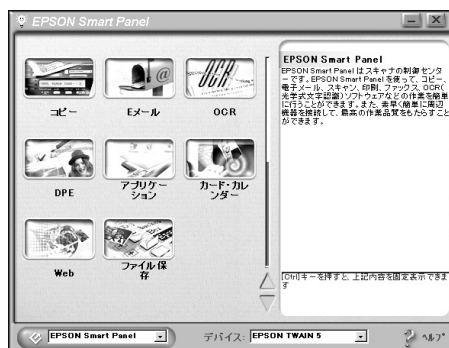 EPSON Smart Panel
コピー
Eメール
OCR
DPE
アプリケー
ション
カード・カレ
ンダー
Web
ファイル保
存
EPSON Smart Panel
EPSON Smart Panel はスキャナの制御センタ
ーです。EPSON Smart Panel を使って、コピー、
電子メール、スキャン、印刷、ファックス、OCR(
光学式文字認識)ソフトウェアなどの作業を簡単
に行うことができます。また、素早く簡単に周辺
機器を接続して、最高の作業品質をもたらすこと
ができます。
[Ctrl]キーを押すと、上記内容を固定表示できま
す
EPSON Smart Panel
デバイス: EPSON TWAIN 5
ヘルプ